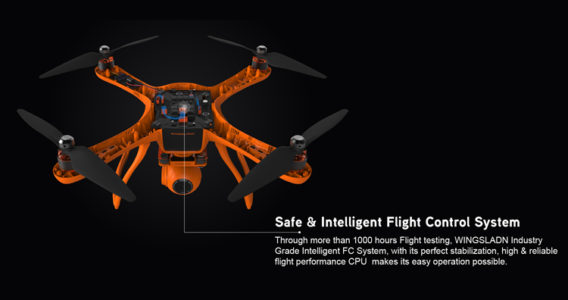 Safe & Intelligent Flight Control System
Through more than 1000 hours Flight testing, WINGSLADN Industry
Grade Intelligent FC System, with its perfect stabilization, high & reliable
flight performance CPU makes its easy operation possible.